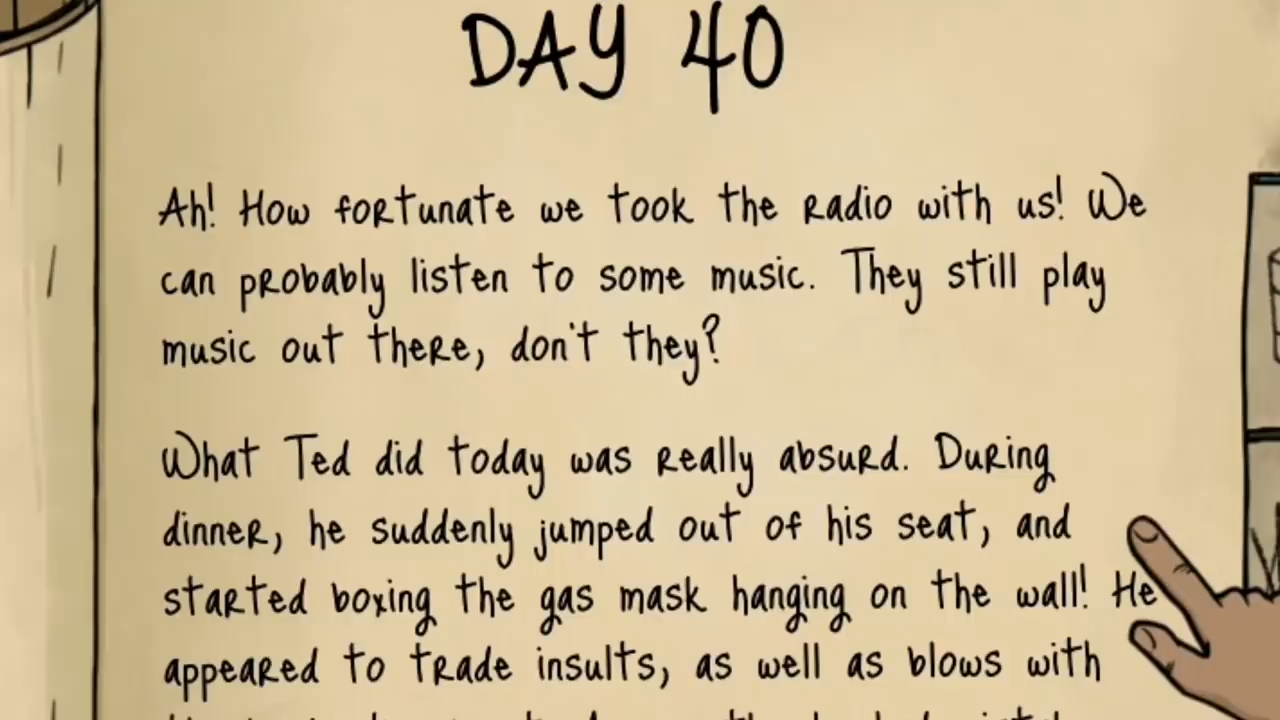 DAY 40
Ah! How fortunate we took the radio with us! We
can probably listen to some music. They still play
music out there, don't they?
What Ted did today was really absurd. During
dinner, he suddenly jumped out of his seat, and
started boxing the gas mask hanging on the wall! He
appeared to trade insults, as well as blows with